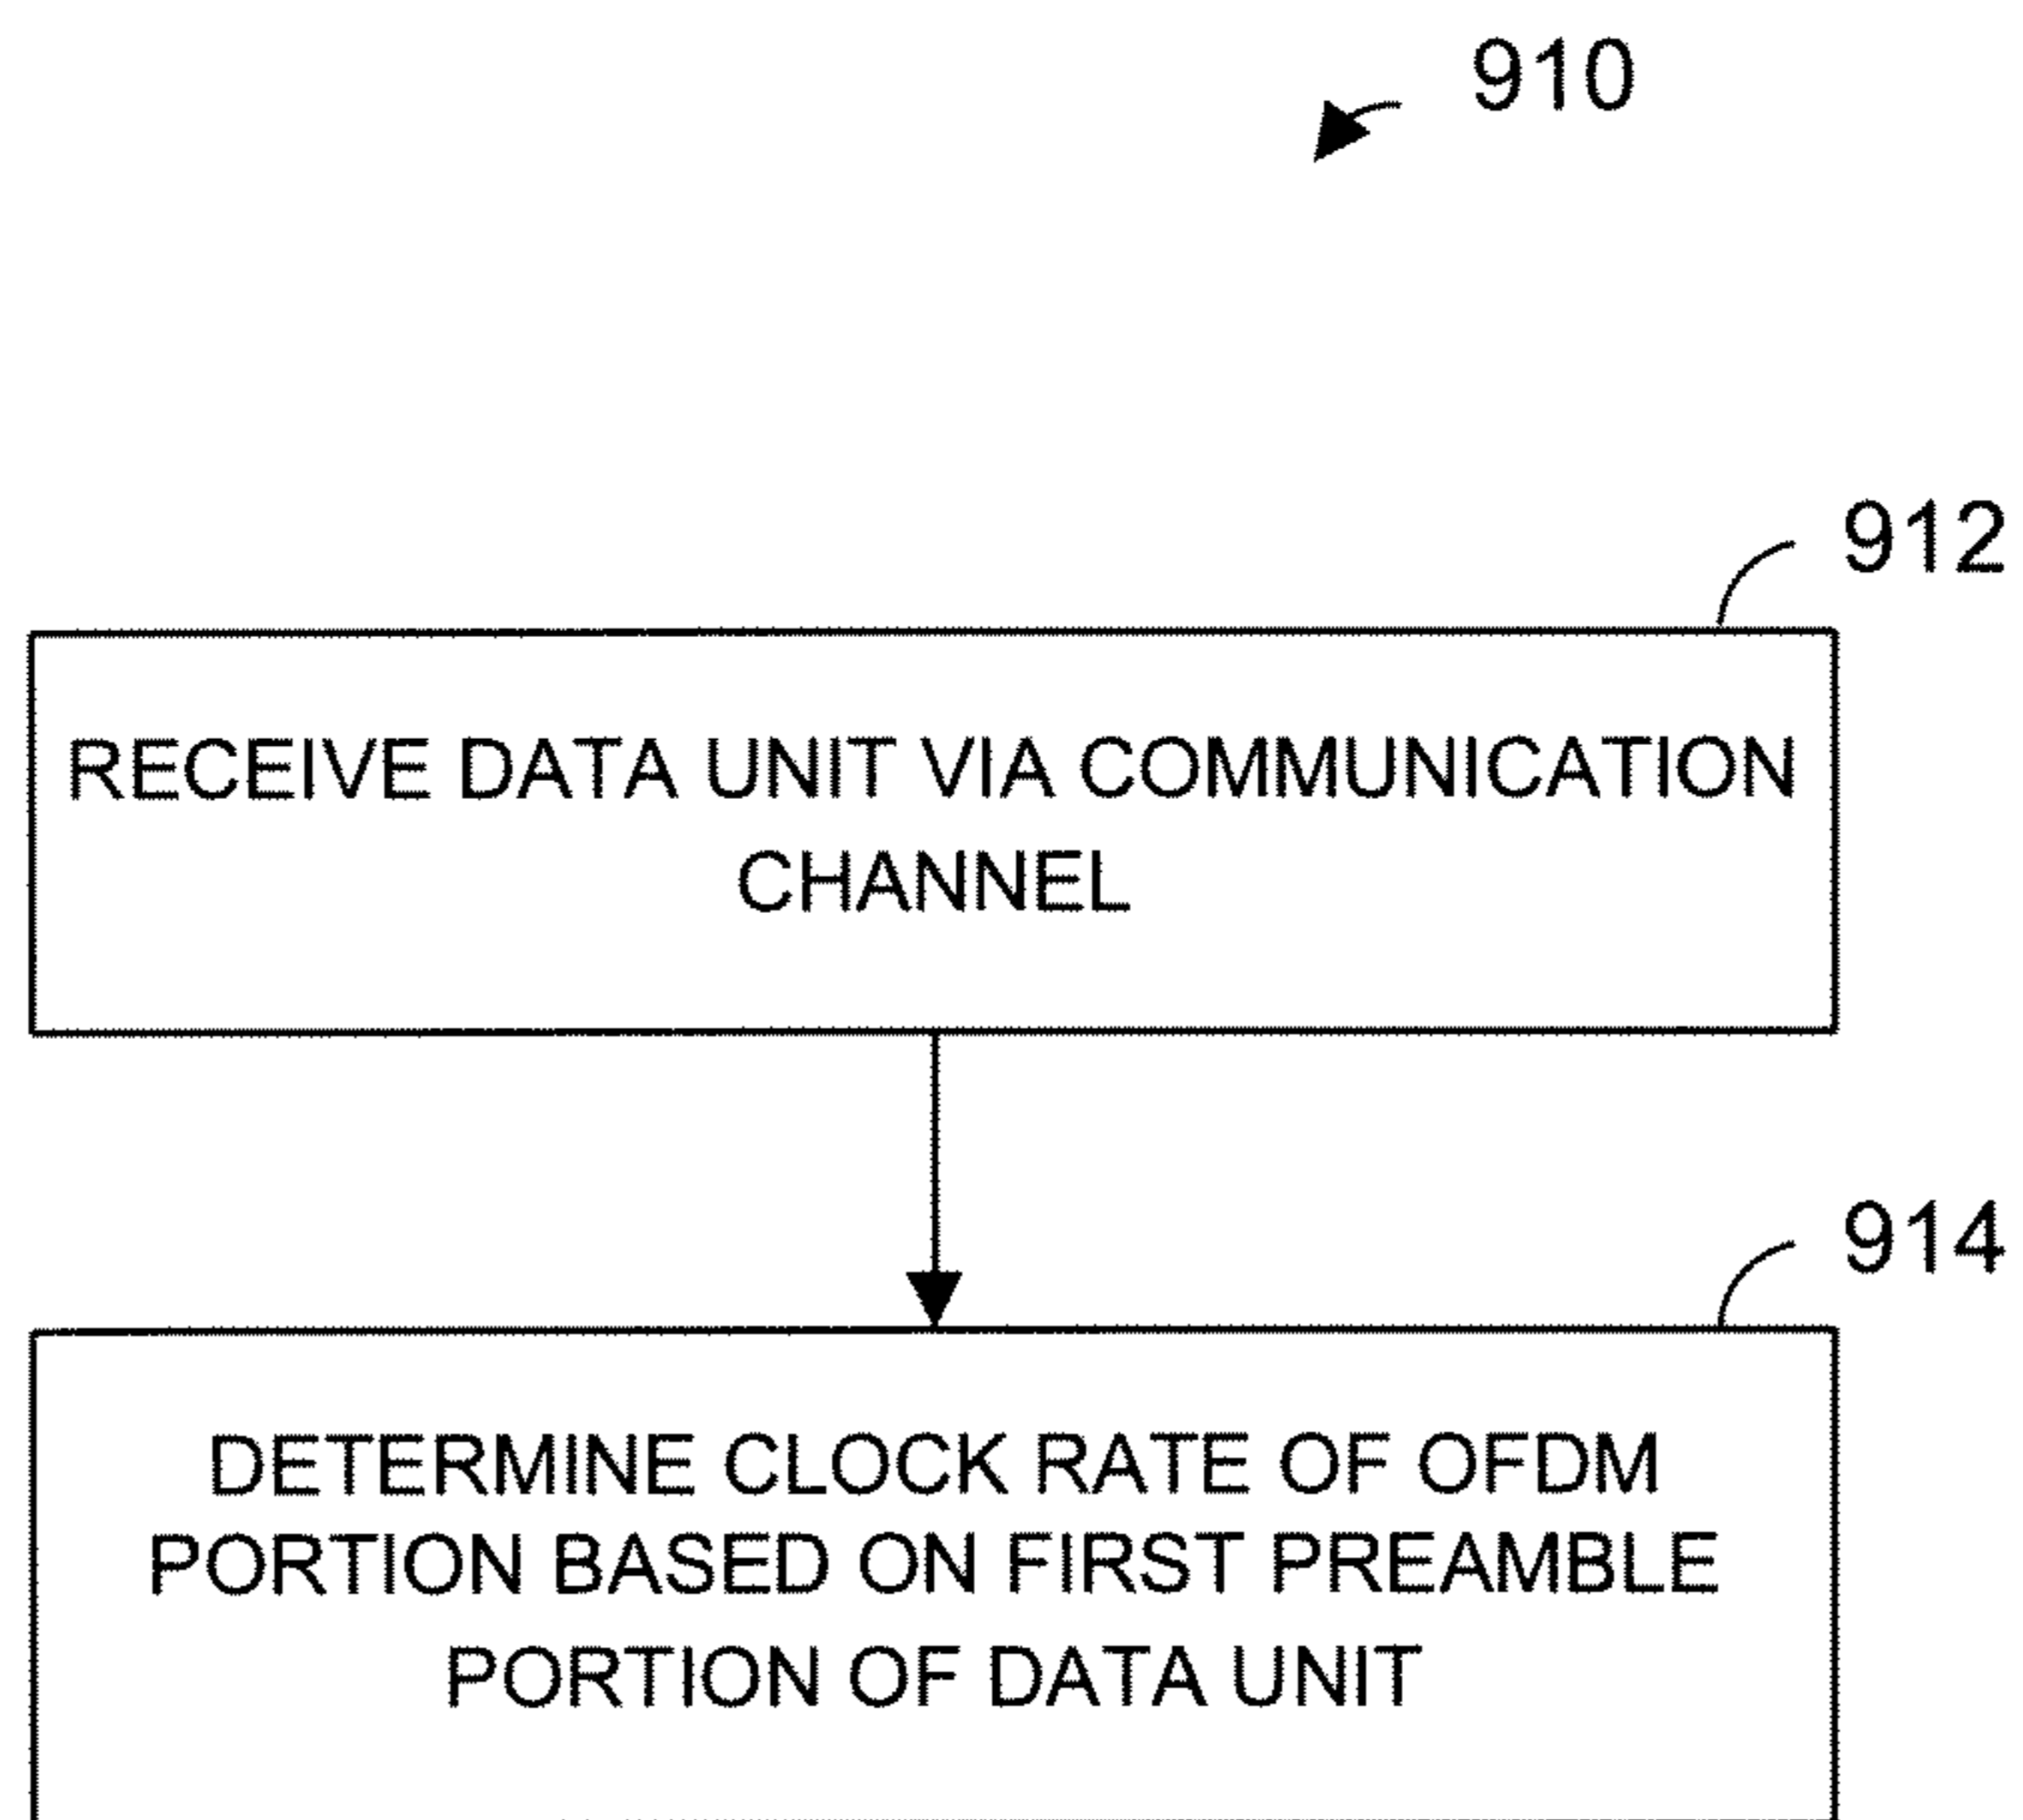 910
912
RECEIVE DATA UNIT VIA COMMUNICATION
CHANNEL
914
DETERMINE CLOCK RATE OF OFDM
PORTION BASED ON FIRST PREAMBLE
PORTION OF DATA UNIT